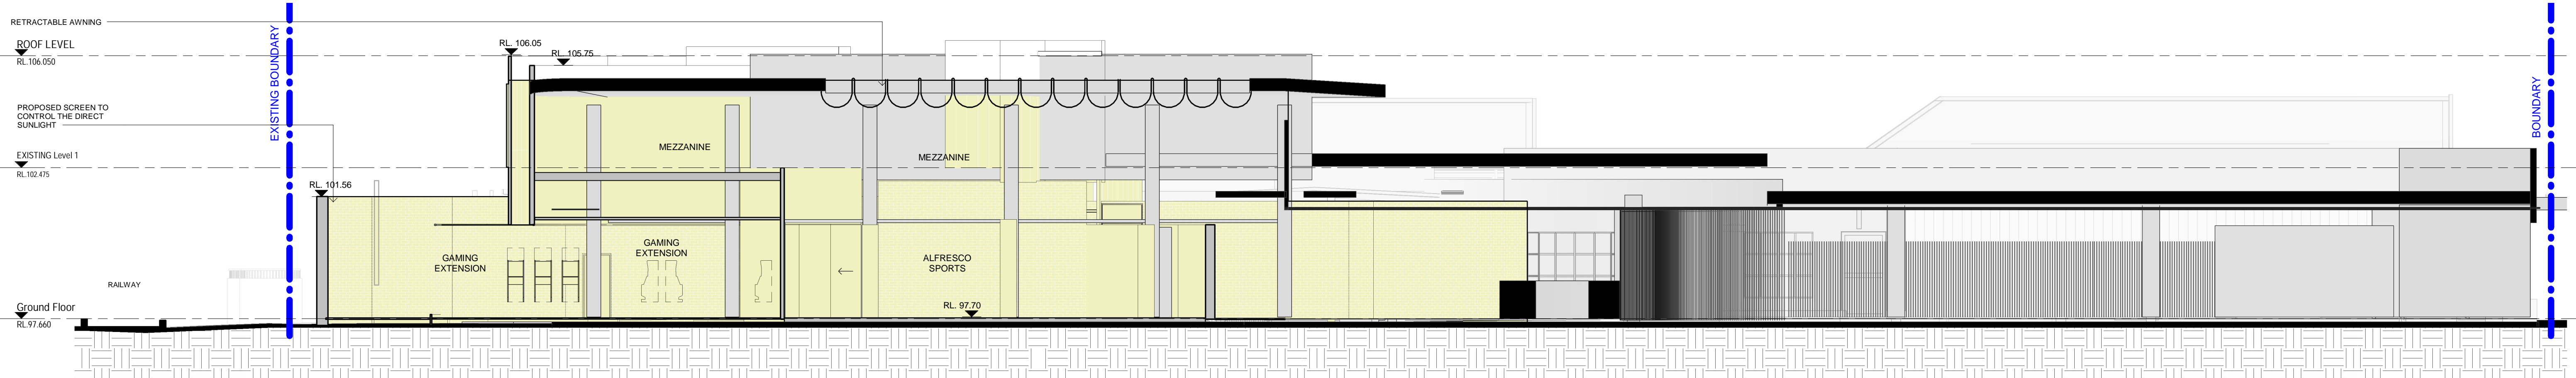 RETRACTABLE AWNING
EXISTING BOUNDARY
ROOF LEVEL
RL.106.050
RL. 106.05
RL. 105.75
PROPOSED SCREEN TO
CONTROL THE DIRECT
SUNLIGHT
BOUNDARY
MEZZANINE
MEZZANINE
EXISTING Level 1
RL.102.475
RL. 101.56
GAMING
EXTENSION
GAMING
EXTENSION
ALFRESCO
SPORTS
RAILWAY
Ground Floor
RL.97.660
RL. 97.70